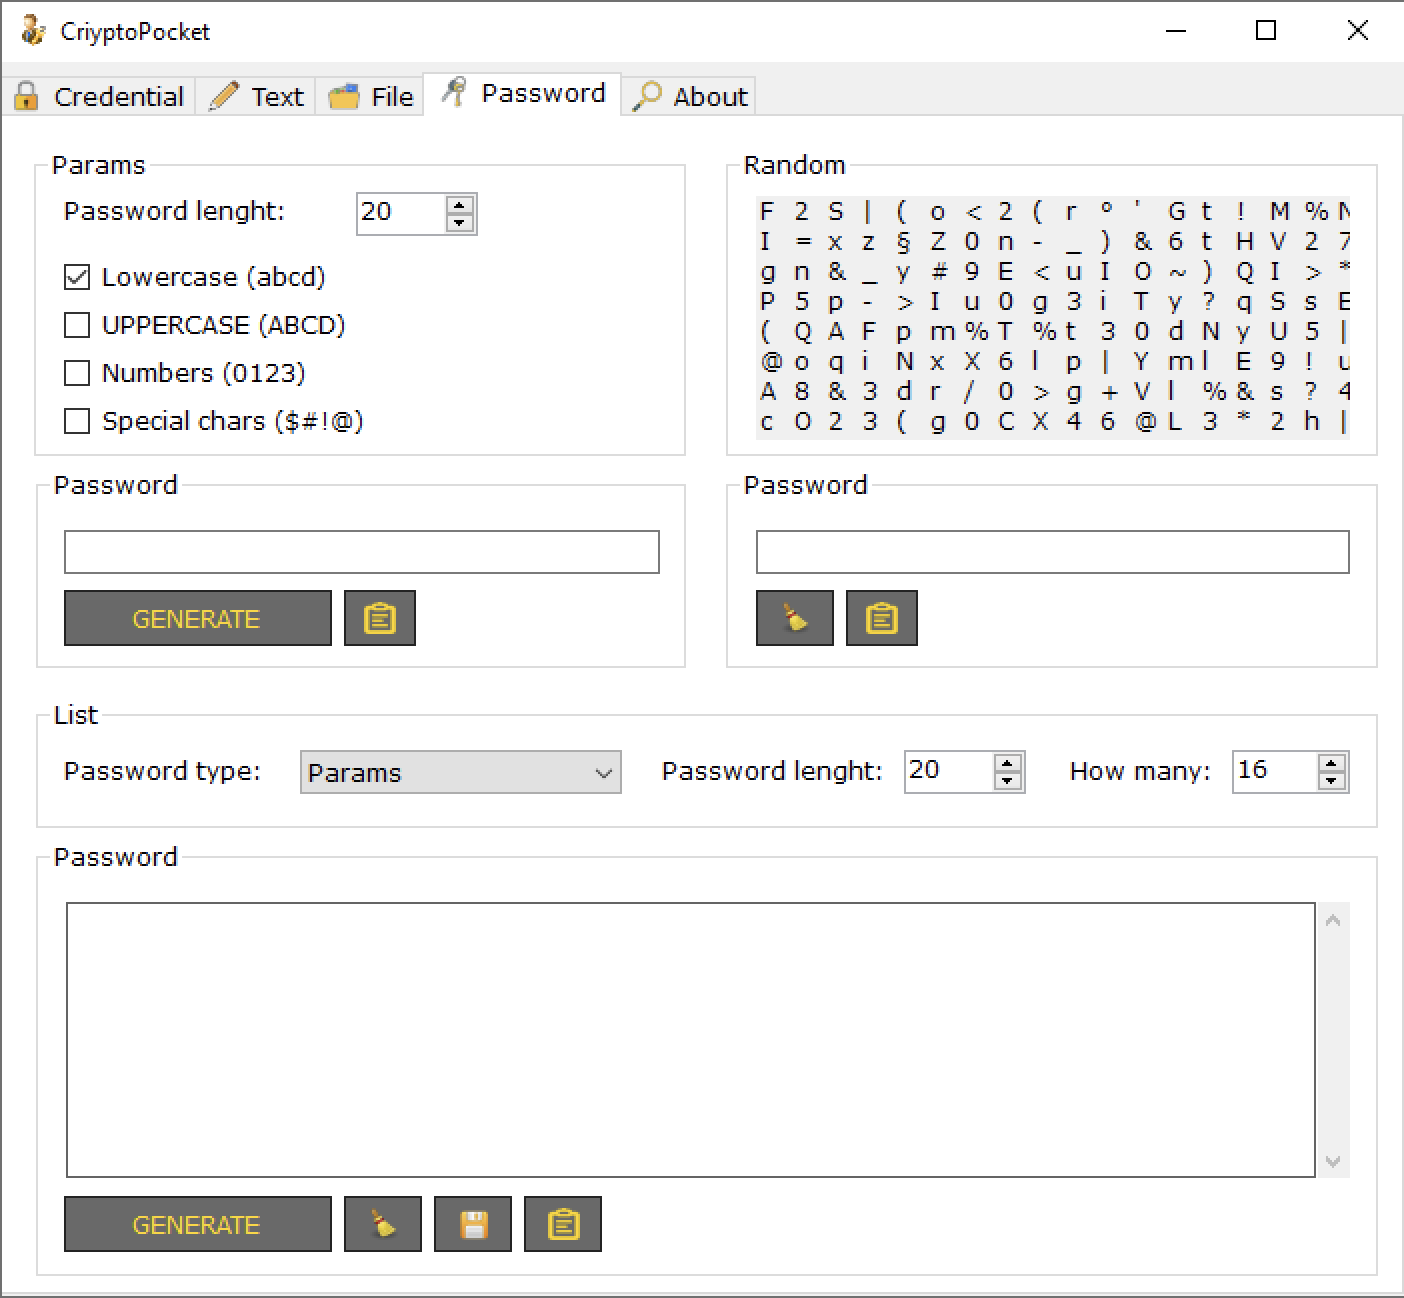 CriyptoPocket
Credential
Text
File
Password
About
Params
Password lenght:
20
Lowercase (abcd)
UPPERCASE (ABCD)
Numbers (0123)
Special chars ($#!@)
Random
F 2 S | ( o < 2 ( r º ' G t ! M % N
I = x z § Z 0 n - _ ) & 6 t H V 2 7
g n & _ y # 9 E < u I O ~ ) Q I > *
P 5 p - > I u 0 g 3 i T y ? q S s E
( Q A F p m % T % t 3 0 d N y U 5 |
@ o q i N x X 6 l p | Y m l E 9 ! u
A 8 & 3 d r / 0 > g + V l % & s ? 4
c O 2 3 ( g 0 C X 4 6 @ L 3 * 2 h |
Password
GENERATE
Password
List
Password type:
Params
Password lenght:
20
How many:
16
Password
GENERATE